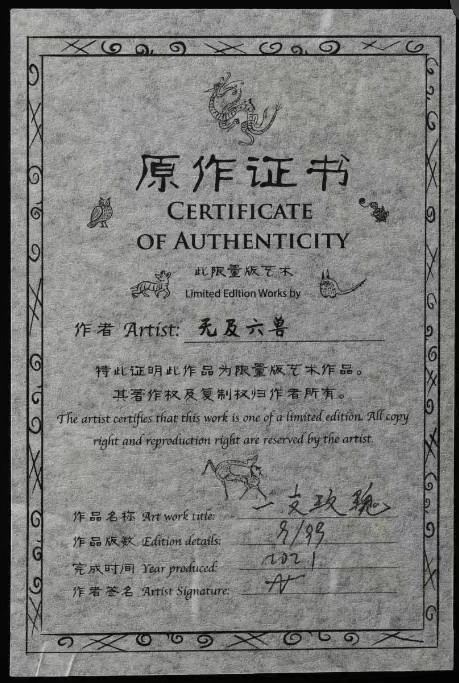 原作证书
CERTIFICATE
OF AUTHENTICITY
此限量版艺术
Limited Edition Works by
作者 Artist: 无及六兽
特此证明此作品为限量版艺术作品。
其著作权及复制权归作者所有。
The artist certifies that this work is one of a limited edition. All copy
right and reproduction right are reserved by the artist.
作品名称 Art work title: 一支玫瑰
作品版数 Edition details: 9/99
完成时间 Year produced: 2021
作者签名 Artist Signature: